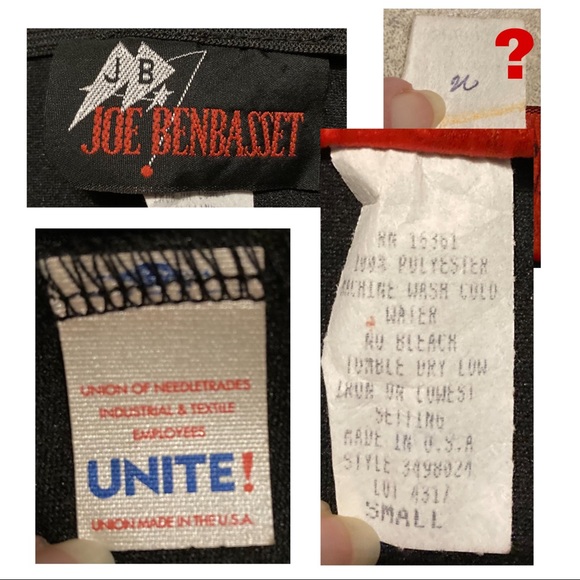 J B
JOE BENBASSET
?
RN 16361
100% POLYESTER
MACHINE WASH COLD
WATER
NO BLEACH
TUMBLE DRY LOW
IRON ON LOWEST
SETTING
MADE IN U.S.A
STYLE 3498024
LOT 4317
SMALL
UNION OF NEEDLETRADES
INDUSTRIAL & TEXTILE
EMPLOYEES
UNITE!
UNION MADE IN THE U.S.A.